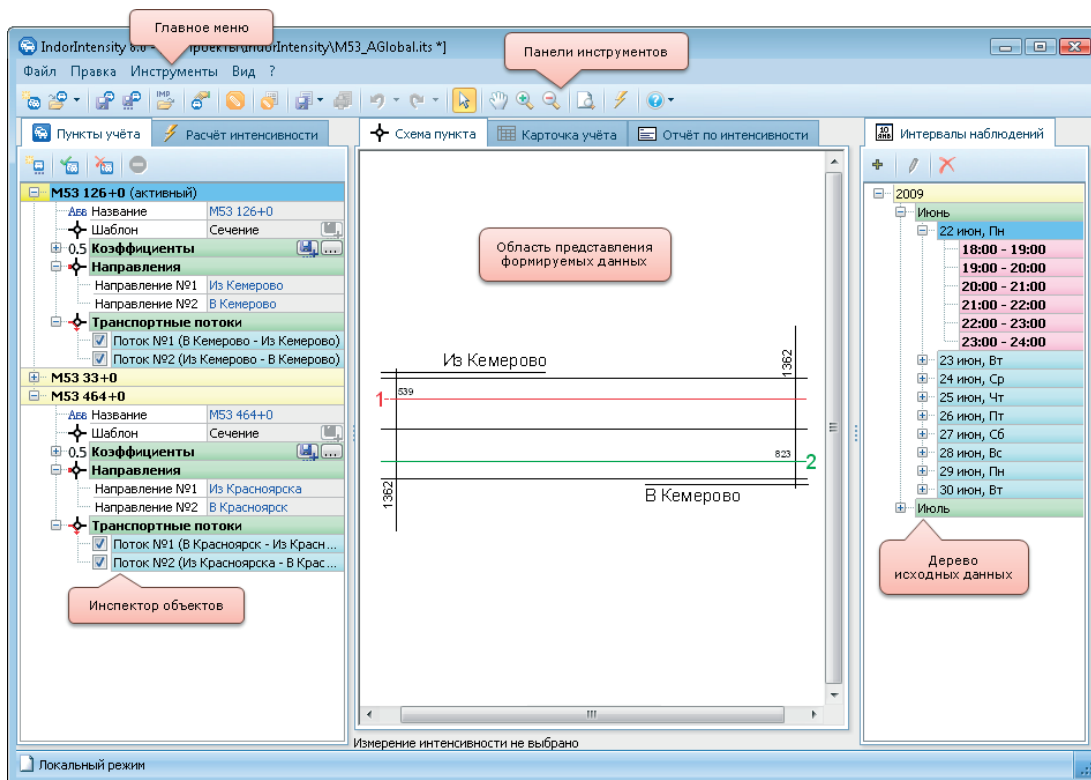 Главное меню
Панели инструментов
IndorIntensity 8.0 - роекты\IndorIntensity\M53_AGlobal.its *]
Файл Правка Инструменты Вид ?
Пункты учёта
Расчёт интенсивности
Схема пункта
Карточка учёта
Отчёт по интенсивности
Интервалы наблюдений
М53 126+0 (активный)
Абв Название М53 126+0
Шаблон Сечение
0.5 Коэффициенты
Направления
Направление №1 Из Кемерово
Направление №2 В Кемерово
Транспортные потоки
Поток №1 (В Кемерово - Из Кемерово)
Поток №2 (Из Кемерово - В Кемерово)
М53 33+0
М53 464+0
Абв Название М53 464+0
Шаблон Сечение
0.5 Коэффициенты
Направления
Направление №1 Из Красноярска
Направление №2 В Красноярск
Транспортные потоки
Поток №1 (В Красноярск - Из Красн...
Поток №2 (Из Красноярска - В Крас...
Инспектор объектов
Область представления
формируемых данных
Из Кемерово
1362
539
1
823
2
1362
В Кемерово
2009
Июнь
22 июн, Пн
18:00 - 19:00
19:00 - 20:00
20:00 - 21:00
21:00 - 22:00
22:00 - 23:00
23:00 - 24:00
23 июн, Вт
24 июн, Ср
25 июн, Чт
26 июн, Пт
27 июн, Сб
28 июн, Вс
29 июн, Пн
30 июн, Вт
Июль
Дерево
исходных данных
Измерение интенсивности не выбрано
Локальный режим